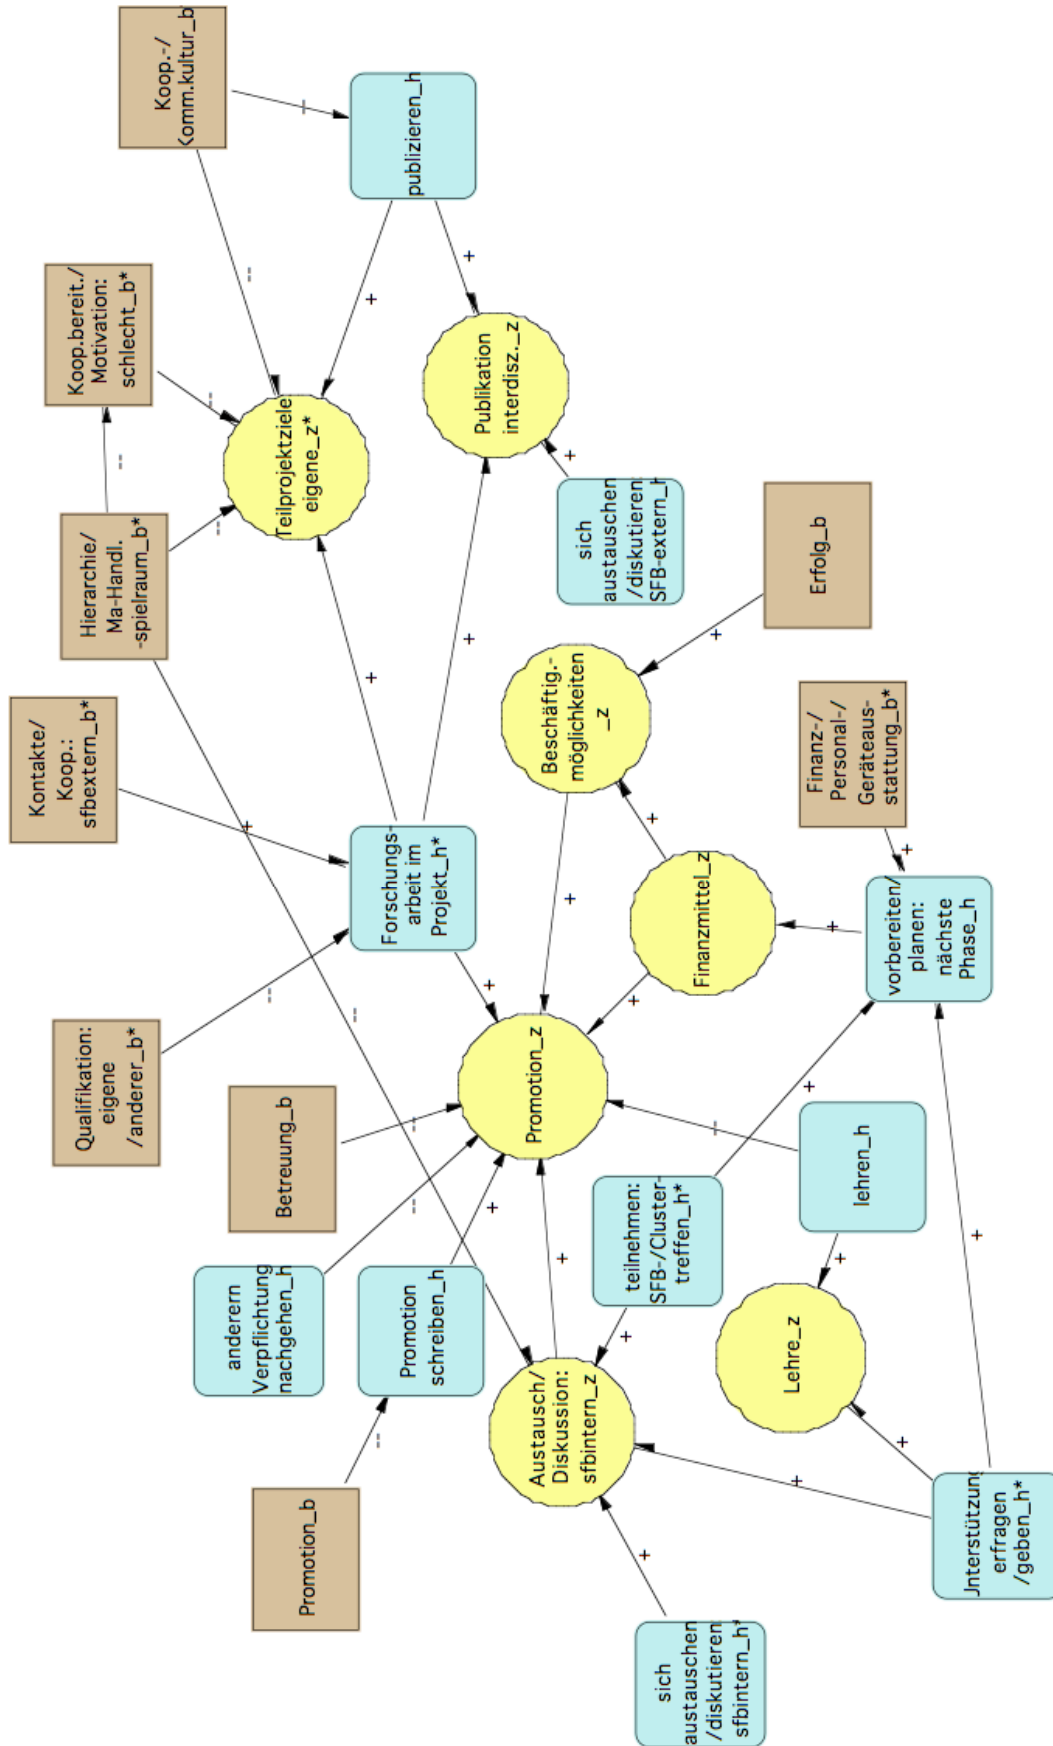 Kontakte/
Koop.:
sfbextern_b*
Koop.bereit./
Motivation:
schlecht_b*
Qualifikation:
eigene
/anderer_b*
Hierarchie/
Ma-Handl.
-spielraum_b*
Koop.-/
Komm.kultur_b
anderern
Verpflichtung
nachgehen_h
Betreuung_b
Teilprojektziele
eigene_z*
Promotion_b
Promotion
schreiben_h
Forschungs-
arbeit im
Projekt_h*
publizieren_h
Publikation
interdisz._z
Austausch/
Diskussion:
sfbintern_z
Promotion_z
Beschäftig.-
möglichkeiten
_z
sich
austauschen
/diskutieren:
SFB-extern_h
teilnehmen:
SFB-/Cluster-
treffen_h*
Finanzmittel_z
sich
austauschen
/diskutieren:
sfbintern_h*
Lehre_z
lehren_h
Erfolg_b
Finanz-/
Personal-/
Geräteaus-
stattung_b*
vorbereiten/
planen:
nächste
Phase_h
Unterstützung
erfragen
/geben_h*